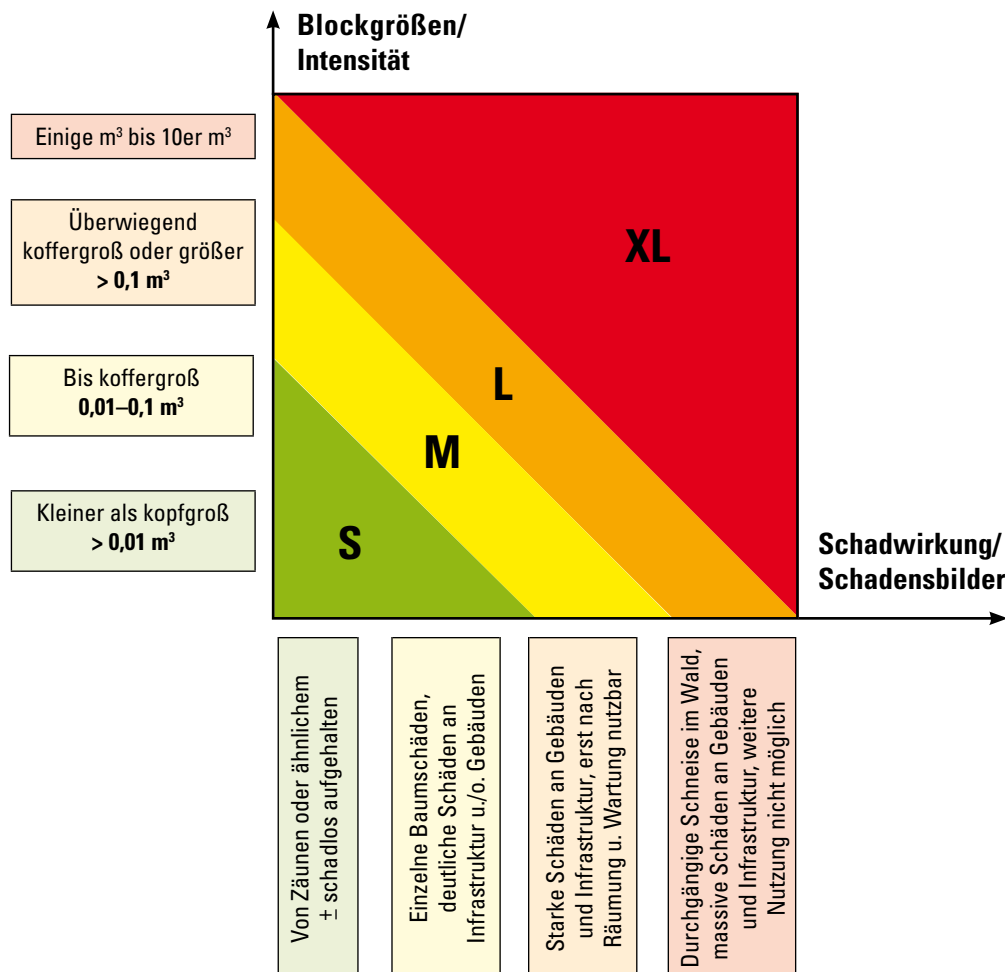 Blockgrößen/
Intensität
Einige m³ bis 10er m³
Überwiegend
koffergroß oder größer
> 0,1 m³
Bis koffergroß
0,01–0,1 m³
Kleiner als kopfgroß
> 0,01 m³
XL
L
M
S
Schadwirkung/
Schadensbilder
Von Zäunen oder ähnlichem
± schadlos aufgehalten
Einzelne Baumschäden,
deutliche Schäden an
Infrastruktur u./o. Gebäuden
Starke Schäden an Gebäuden
und Infrastruktur, erst nach
Räumung u. Wartung nutzbar
Durchgängige Schneise im Wald,
massive Schäden an Gebäuden
und Infrastruktur, weitere
Nutzung nicht möglich